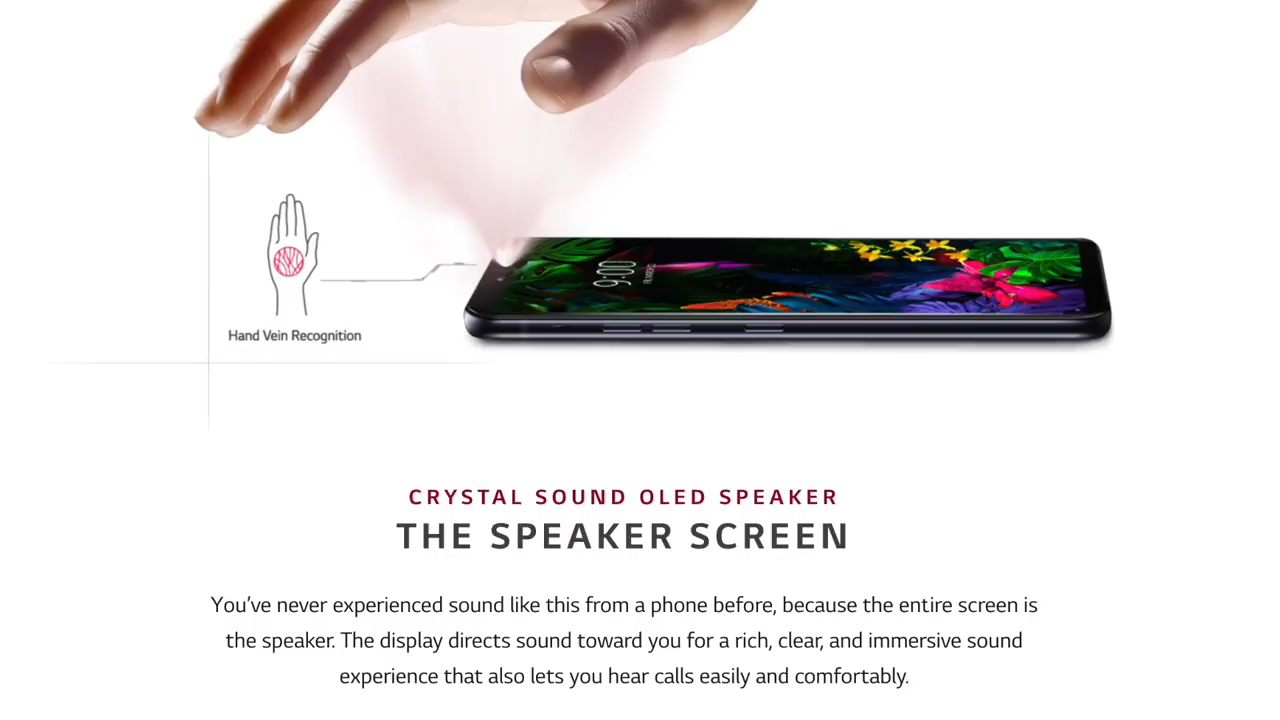 9:00
Hand Vein Recognition
CRYSTAL SOUND OLED SPEAKER
THE SPEAKER SCREEN
You've never experienced sound like this from a phone before, because the entire screen is
the speaker. The display directs sound toward you for a rich, clear, and immersive sound
experience that also lets you hear calls easily and comfortably.